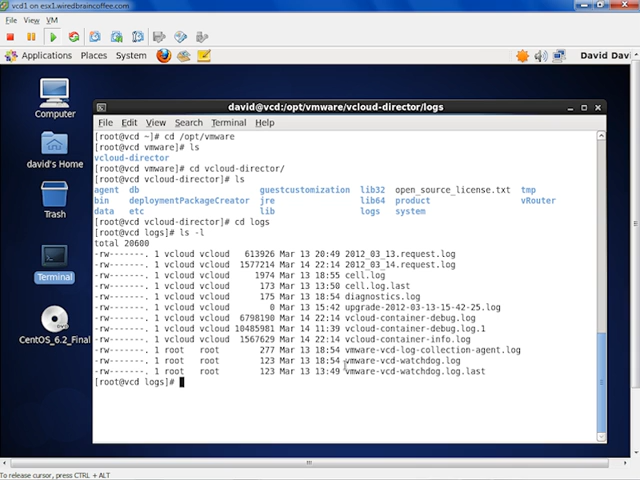 vcd1 on esx1.wiredbraincoffee.com
File View VM
Applications Places System David Dav
Computer
david's Home
Trash
Terminal
CentOS_6.2_Final
david@vcd:/opt/vmware/vcloud-director/logs
File Edit View Search Terminal Help
[root@vcd ~]# cd /opt/vmware
[root@vcd vmware]# ls
vcloud-director
[root@vcd vmware]# cd vcloud-director/
[root@vcd vcloud-director]# ls
agent db guestcustomization lib32 open_source_license.txt tmp
bin deploymentPackageCreator jre lib64 product vRouter
data etc lib logs system
[root@vcd vcloud-director]# cd logs
[root@vcd logs]# ls -l
total 20600
-rw-------. 1 vcloud vcloud 613926 Mar 13 20:49 2012_03_13.request.log
-rw-------. 1 vcloud vcloud 1577214 Mar 14 22:14 2012_03_14.request.log
-rw-------. 1 vcloud vcloud 1974 Mar 13 18:55 cell.log
-rw-------. 1 vcloud vcloud 173 Mar 13 13:50 cell.log.last
-rw-------. 1 vcloud vcloud 175 Mar 13 18:54 diagnostics.log
-rw-------. 1 vcloud vcloud 0 Mar 13 15:42 upgrade-2012-03-13-15-42-25.log
-rw-------. 1 vcloud vcloud 6798190 Mar 14 22:14 vcloud-container-debug.log
-rw-------. 1 vcloud vcloud 10485981 Mar 14 11:39 vcloud-container-debug.log.1
-rw-------. 1 vcloud vcloud 1567629 Mar 14 22:14 vcloud-container-info.log
-rw-------. 1 root root 277 Mar 13 18:54 vmware-vcd-log-collection-agent.log
-rw-------. 1 root root 123 Mar 13 18:54 vmware-vcd-watchdog.log
-rw-------. 1 root root 123 Mar 13 13:49 vmware-vcd-watchdog.log.last
[root@vcd logs]#
To release cursor, press CTRL + ALT